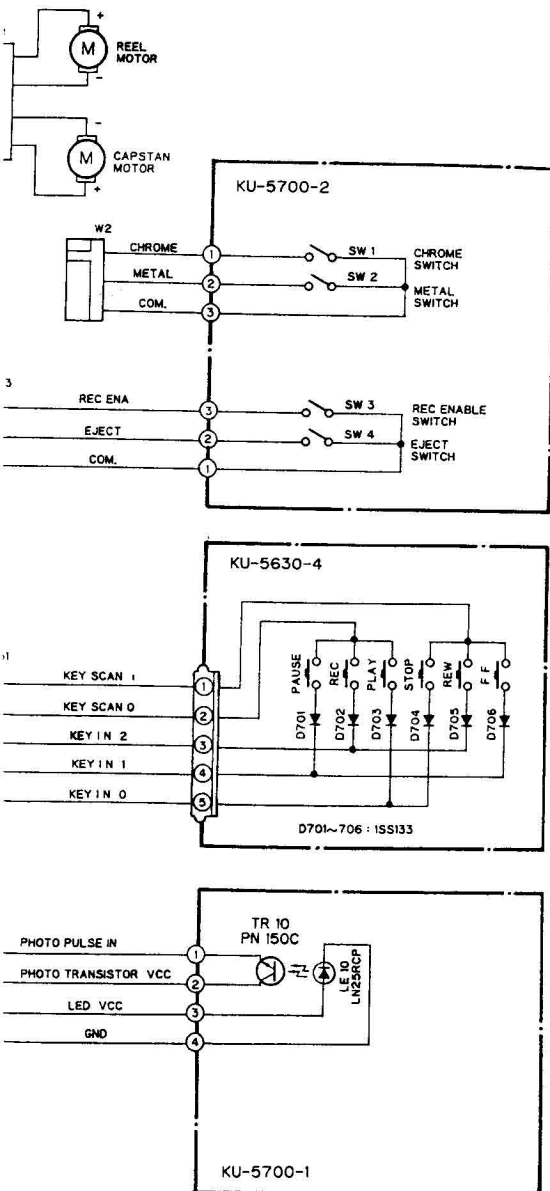 +
M
REEL
MOTOR
-
-
M
CAPSTAN
MOTOR
+
KU-5700-2
W2
CHROME
1
SW 1
CHROME
SWITCH
METAL
2
SW 2
METAL
SWITCH
COM.
3
3
REC ENA
3
SW 3
REC ENABLE
SWITCH
EJECT
2
SW 4
EJECT
SWITCH
COM.
1
KU-5630-4
PAUSE
REC
PLAY
STOP
REW
F F
KEY SCAN 1
1
KEY SCAN 0
2
D701
D702
D703
D704
D705
D706
KEY IN 2
3
KEY IN 1
4
KEY IN 0
5
D701~706 : 1SS133
TR 10
PN 150C
PHOTO PULSE IN
1
LE 10
LN25RCP
PHOTO TRANSISTOR VCC
2
LED VCC
3
GND
4
KU-5700-1